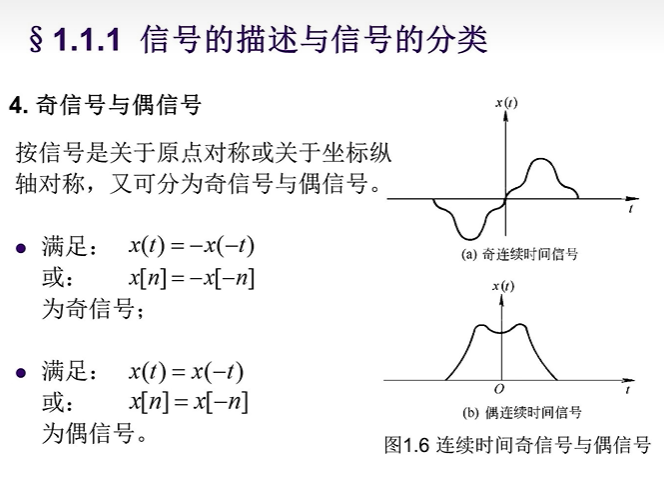 §1.1.1 信号的描述与信号的分类
4. 奇信号与偶信号
按信号是关于原点对称或关于坐标纵
轴对称，又可分为奇信号与偶信号。
● 满足： x(t) = −x(−t)
或： x[n] = −x[−n]
为奇信号；
● 满足： x(t) = x(−t)
或： x[n] = x[−n]
为偶信号。
x(t)
t
(a) 奇连续时间信号
x(t)
O
t
(b) 偶连续时间信号
图1.6 连续时间奇信号与偶信号